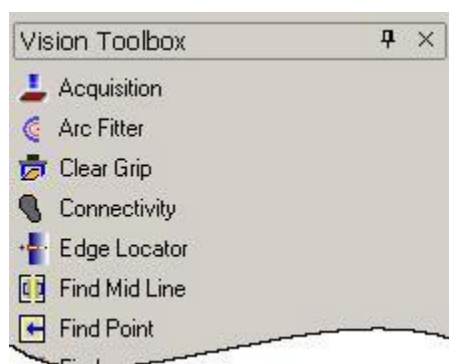 Vision Toolbox
Acquisition
Arc Fitter
Clear Grip
Connectivity
Edge Locator
Find Mid Line
Find Point